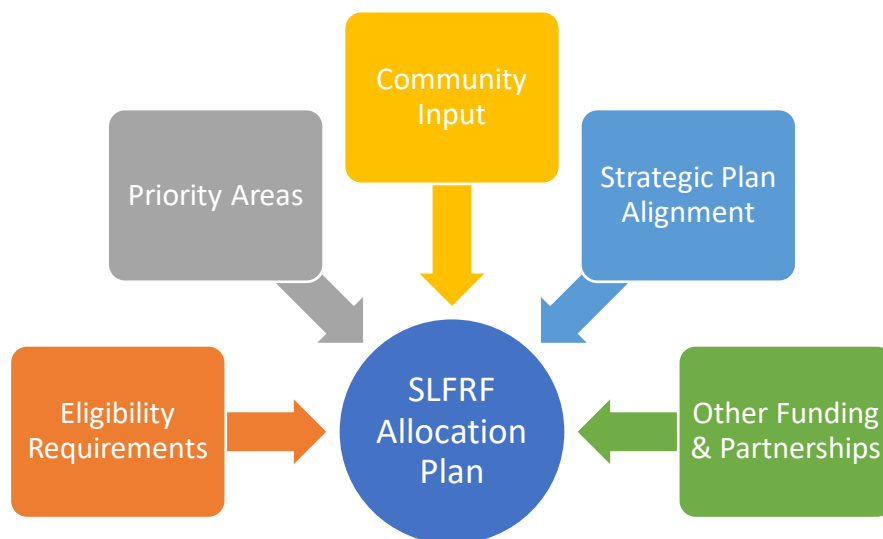 Community
Input
Priority Areas
Strategic Plan
Alignment
Eligibility
Requirements
SLFRF
Allocation
Plan
Other Funding
& Partnerships